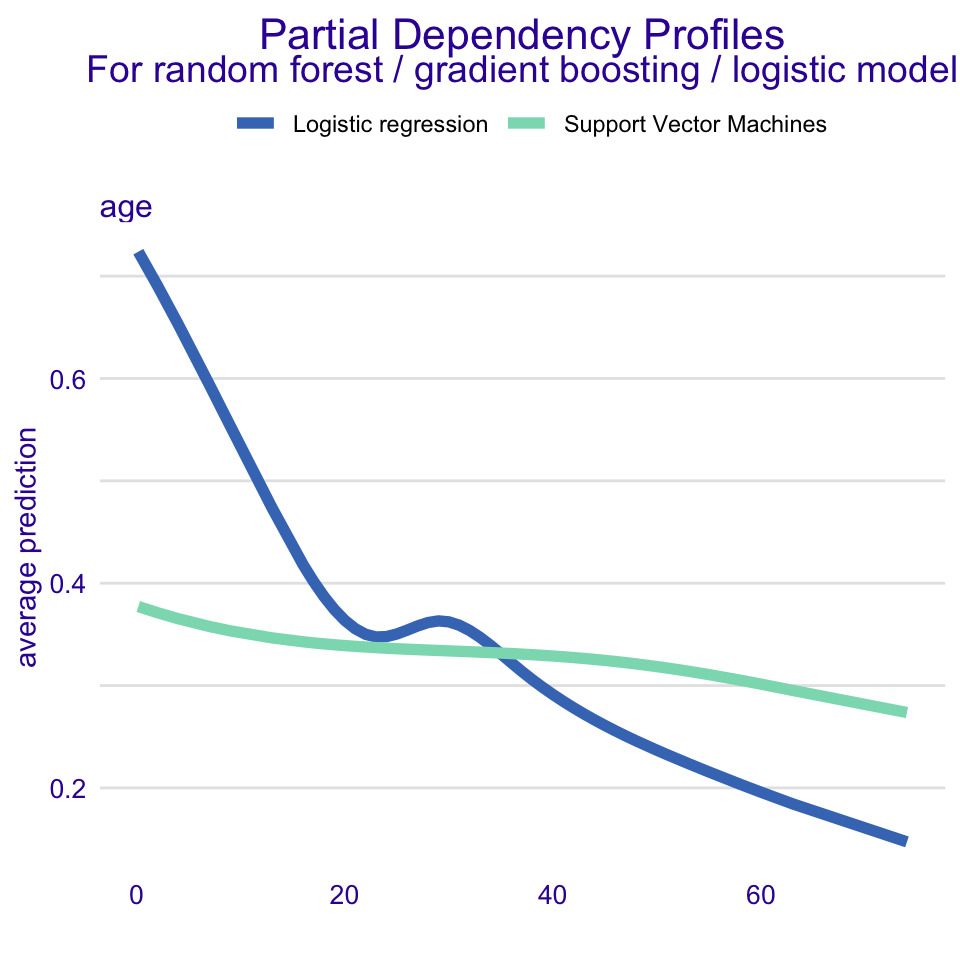 Partial Dependency Profiles
For random forest / gradient boosting / logistic model
Logistic regression Support Vector Machines
age
average prediction
0.6
0.4
0.2
0 20 40 60